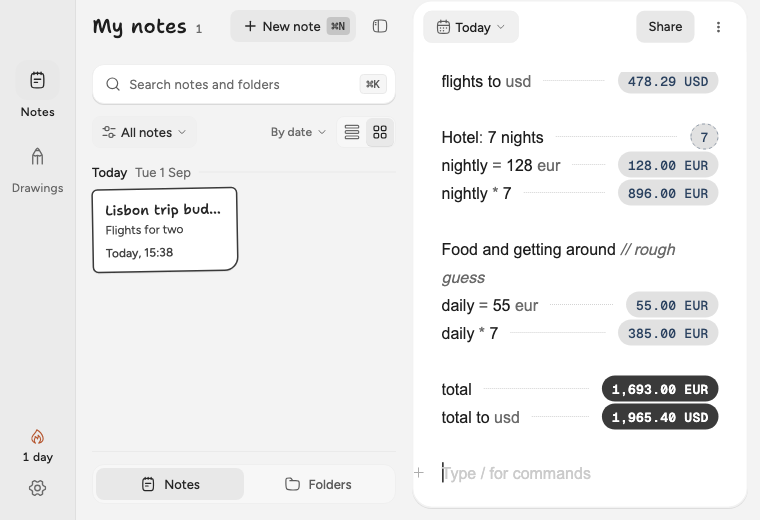 My notes 1
+ New note ⌘N
Search notes and folders ⌘K
All notes
By date
Today Tue 1 Sep
Lisbon trip bud...
Flights for two
Today, 15:38
Notes
Drawings
1 day
Notes
Folders
Today
Share
flights to usd 478.29 USD
Hotel: 7 nights 7
nightly = 128 eur 128.00 EUR
nightly * 7 896.00 EUR
Food and getting around // rough
guess
daily = 55 eur 55.00 EUR
daily * 7 385.00 EUR
total 1,693.00 EUR
total to usd 1,965.40 USD
+ Type / for commands